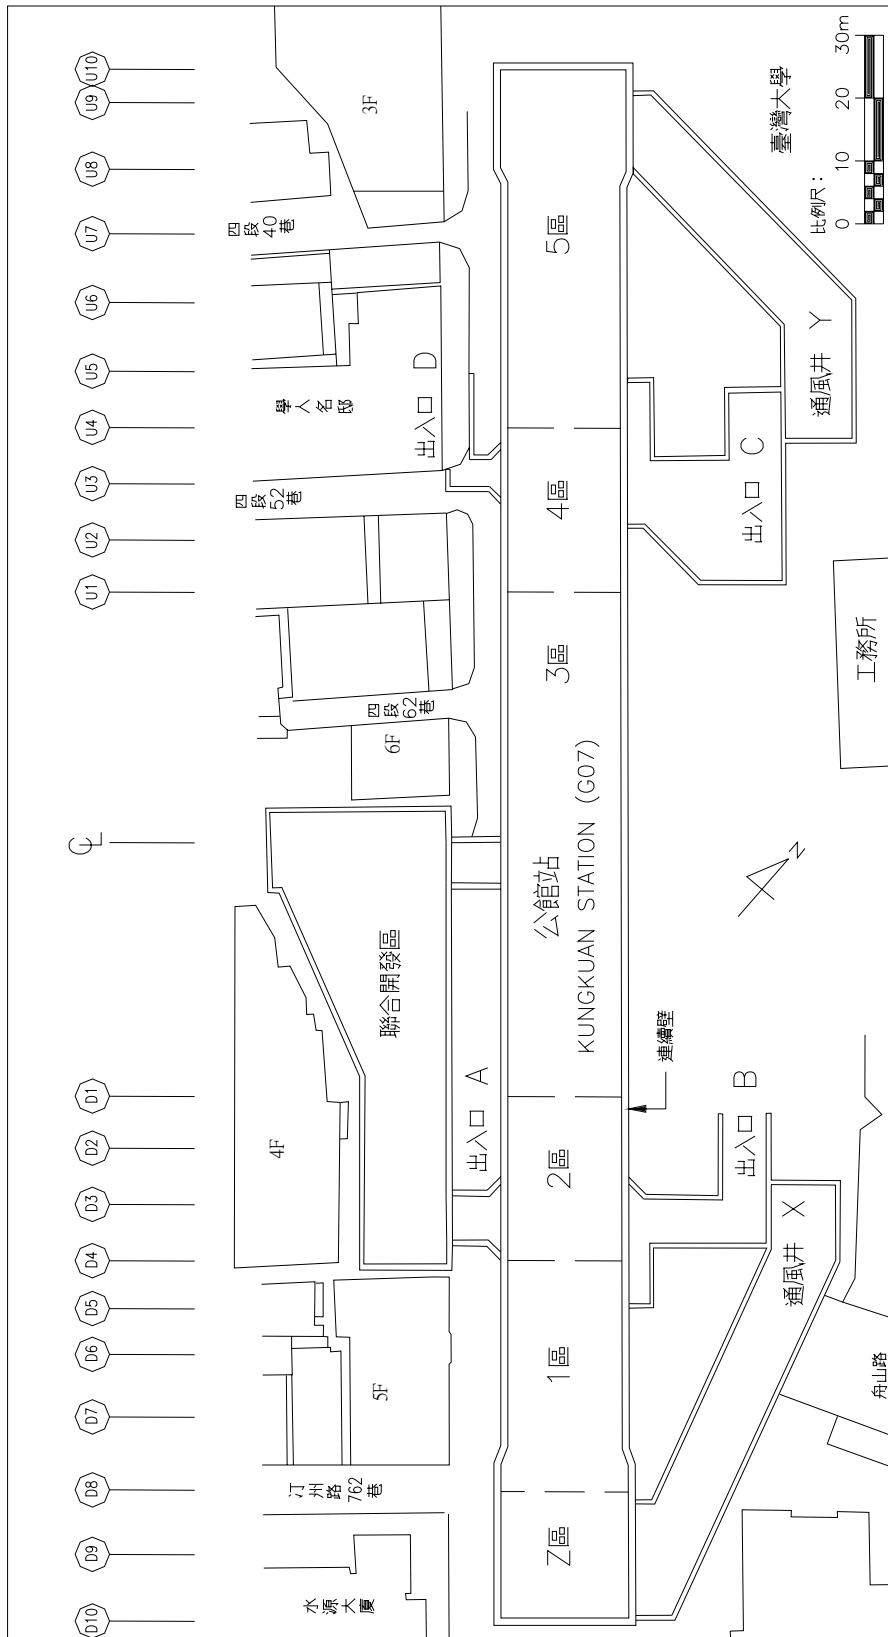 U10
U9
U8
U7
U6
U5
U4
U3
U2
U1
CL
D1
D2
D3
D4
D5
D6
D7
D8
D9
D10
3F
四段
40巷
學人名邸
四段
52巷
四段
62巷
6F
聯合開發區
4F
5F
汀州路
762巷
水源大廈
出入口 D
出入口 A
5區
4區
3區
公館站
KUNGKUAN STATION (G07)
2區
1區
Z區
臺灣大學
比例尺：
0 10 20 30m
通風井 Y
出入口 C
工務所
N
連續壁
出入口 B
通風井 X
舟山路